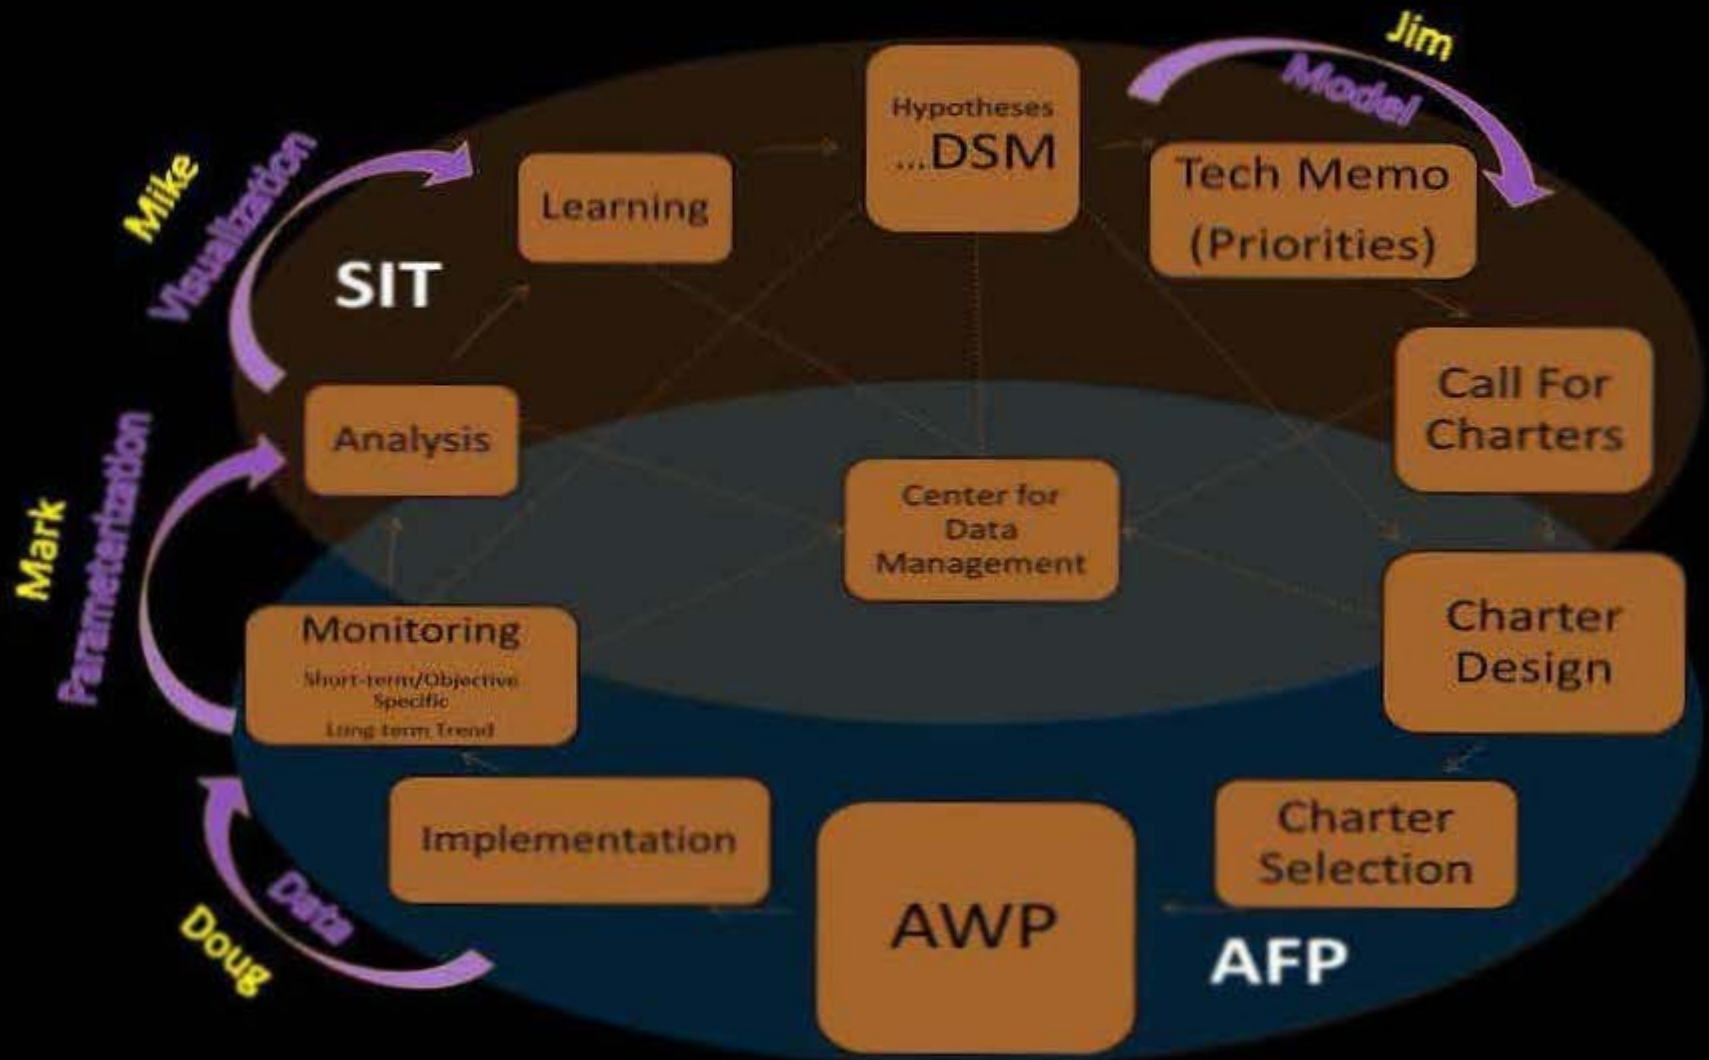 Jim
Model
Hypotheses
...DSM
Tech Memo
(Priorities)
Mike
Visualization
Learning
SIT
Call For
Charters
Analysis
Center for
Data
Management
Mark
Parameterization
Monitoring
Short-term/Objective
Specific
Long-term Trend
Charter
Design
Implementation
Charter
Selection
AWP
AFP
Data
Doug